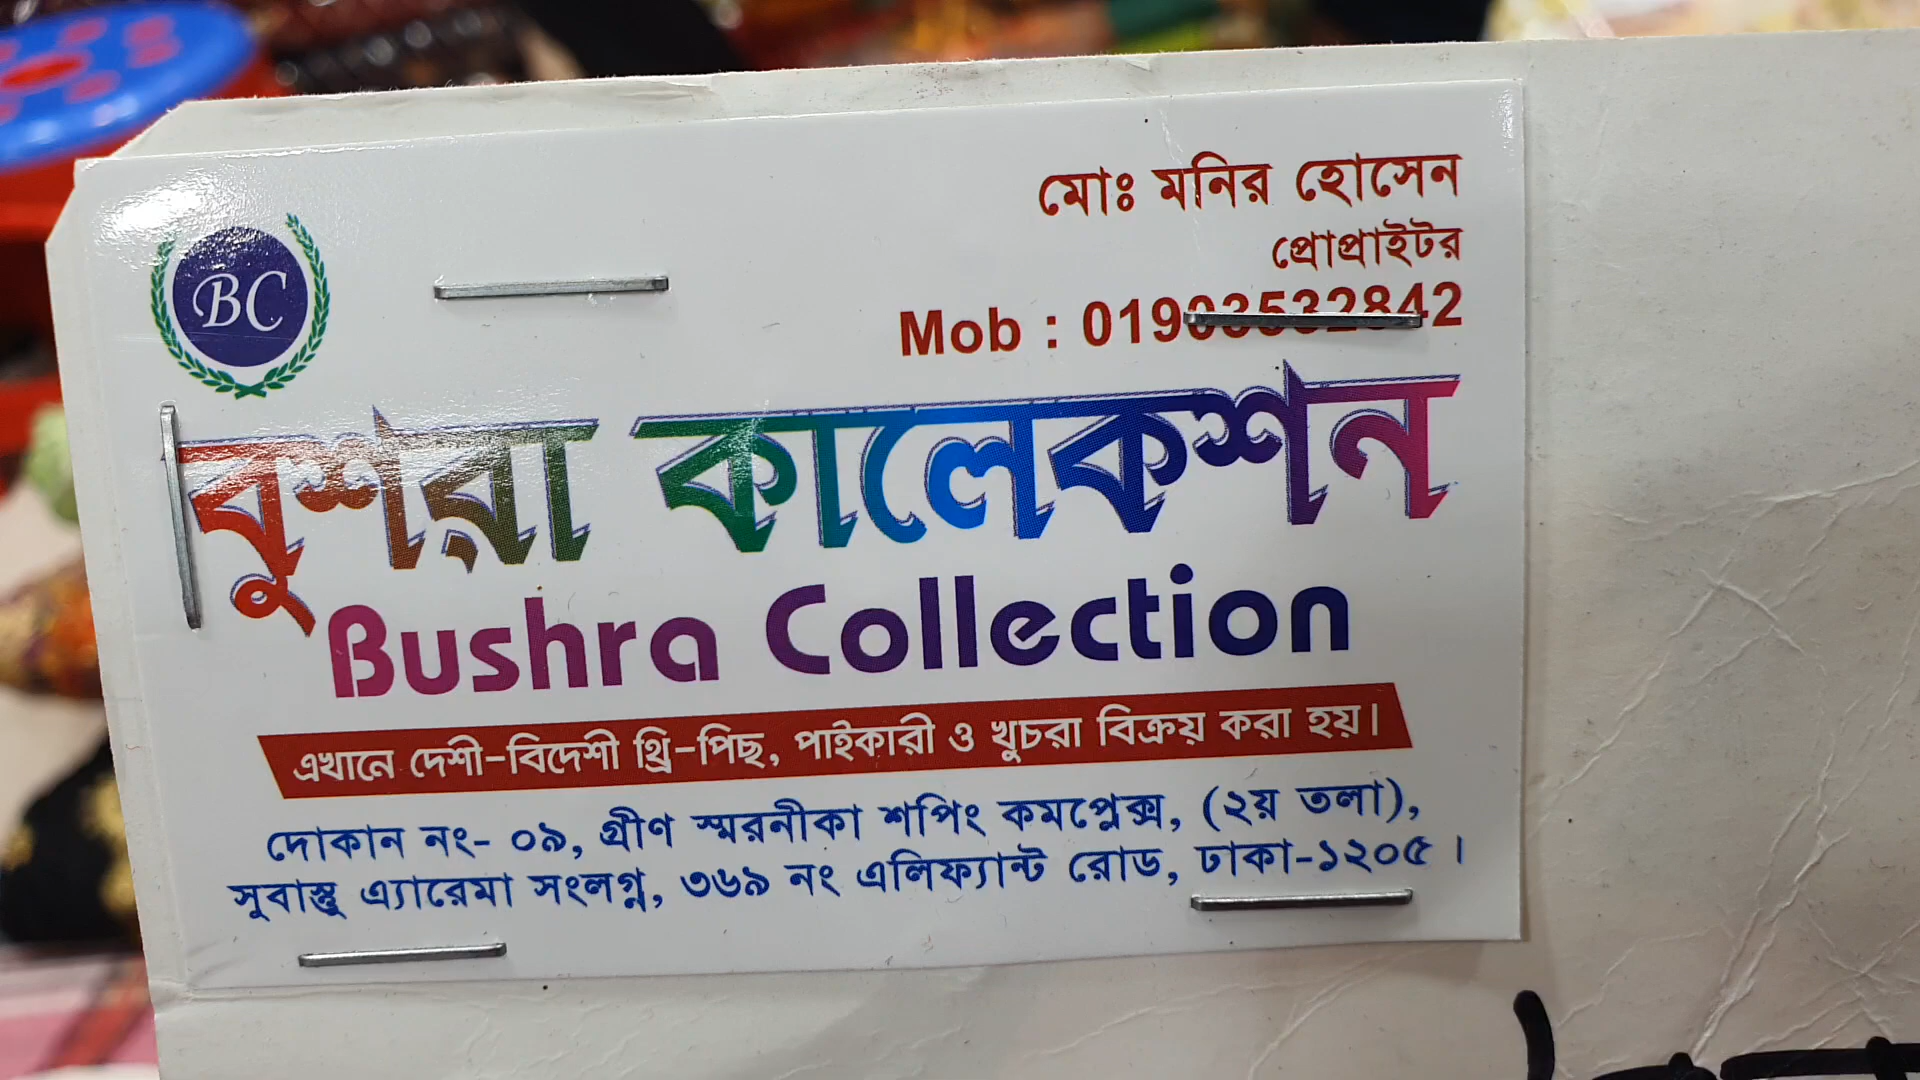 BC
মোঃ মনির হোসেন
প্রোপ্রাইটর
Mob : 01903532842
বুশরা কালেকশন
Bushra Collection
এখানে দেশী-বিদেশী থ্রি-পিছ, পাইকারী ও খুচরা বিক্রয় করা হয়।
দোকান নং- ০৯, গ্রীণ স্মরনীকা শপিং কমপ্লেক্স, (২য় তলা),
সুবাস্তু এ্যারেমা সংলগ্ন, ৩৬৯ নং এলিফ্যান্ট রোড, ঢাকা-১২০৫ ।